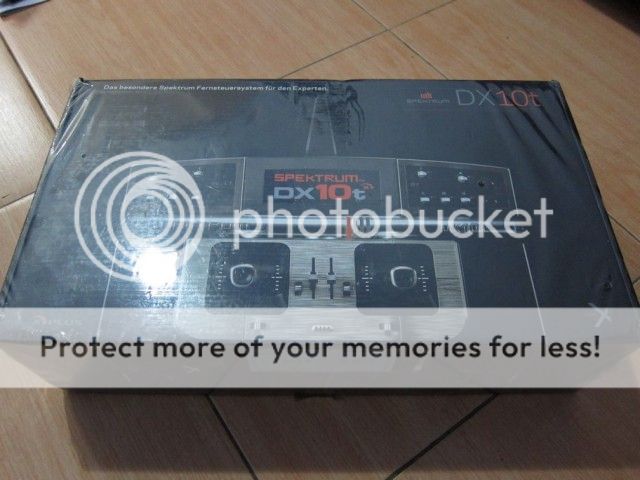 Das besondere Spektrum Fernsteuersystem für den Experten.
SPEKTRUM
DX10t
SPEKTRUM
DX10t
photobucket
Protect more of your memories for less!